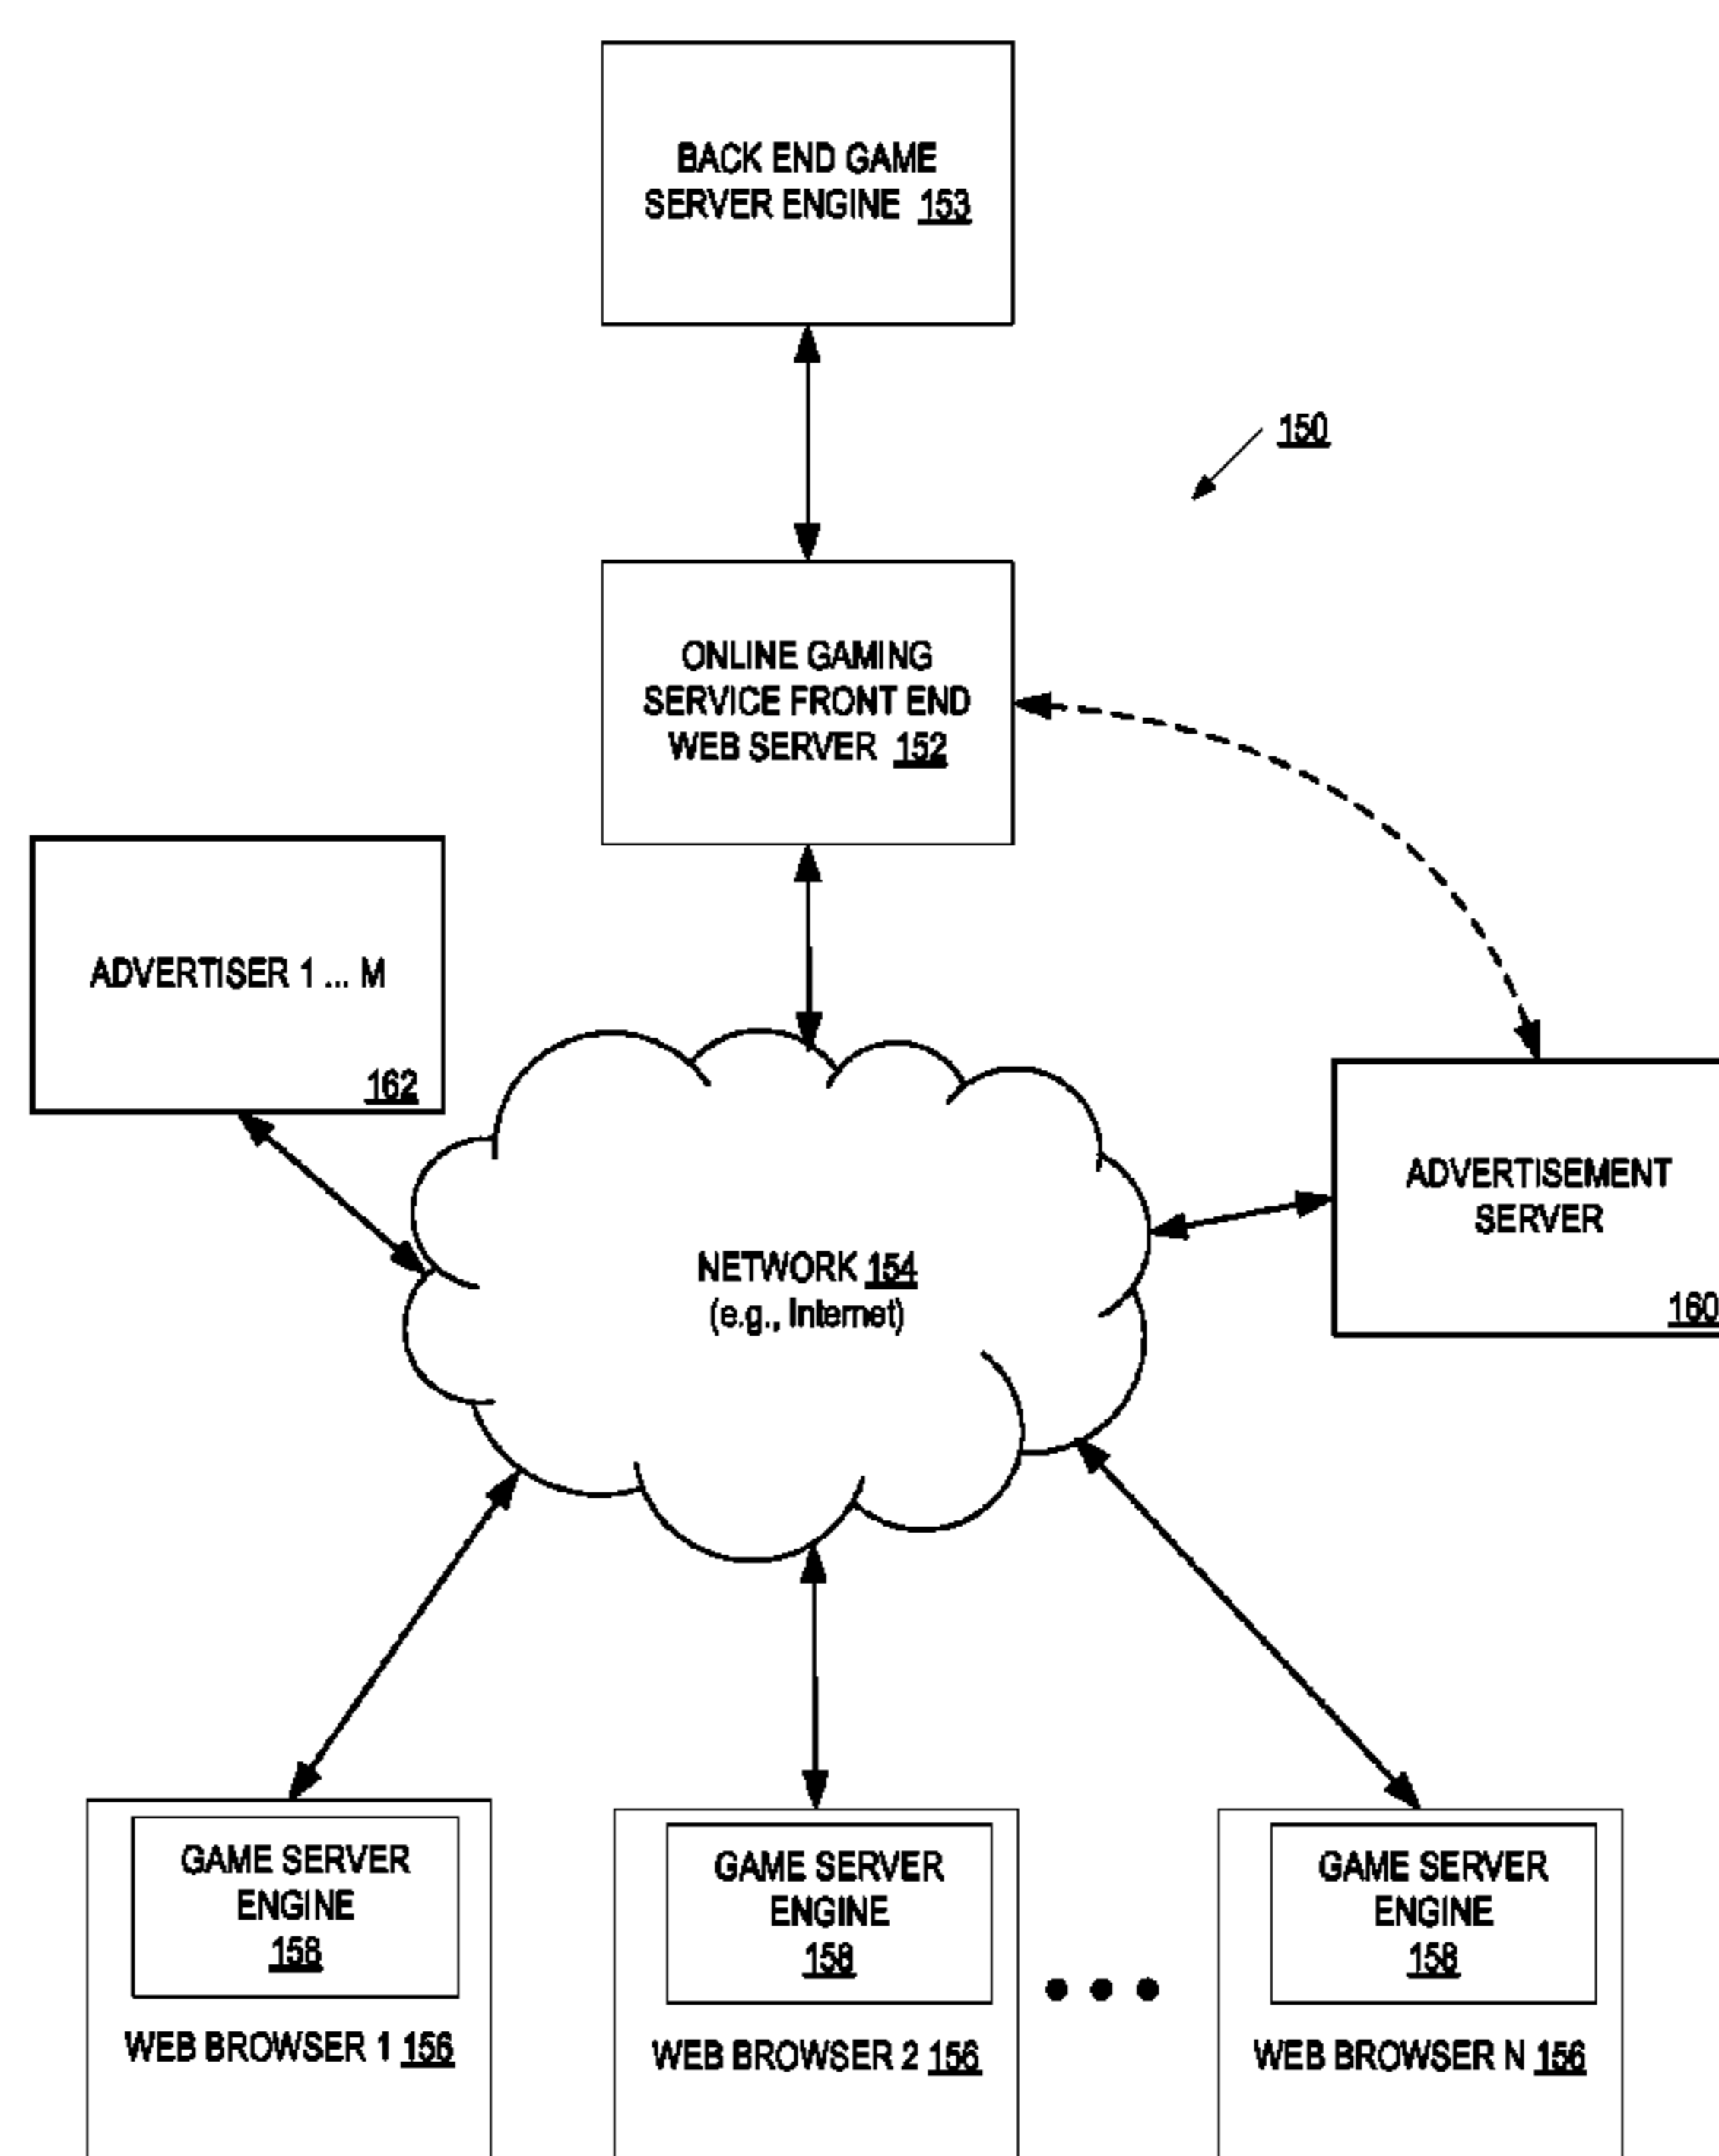 BACK END GAME
SERVER ENGINE 153
150
ONLINE GAMING
SERVICE FRONT END
WEB SERVER 152
ADVERTISER 1 ... M
162
ADVERTISEMENT
SERVER
160
NETWORK 154
(e.g., Internet)
GAME SERVER
ENGINE
158
WEB BROWSER 1 156
GAME SERVER
ENGINE
158
WEB BROWSER 2 156
GAME SERVER
ENGINE
158
WEB BROWSER N 156